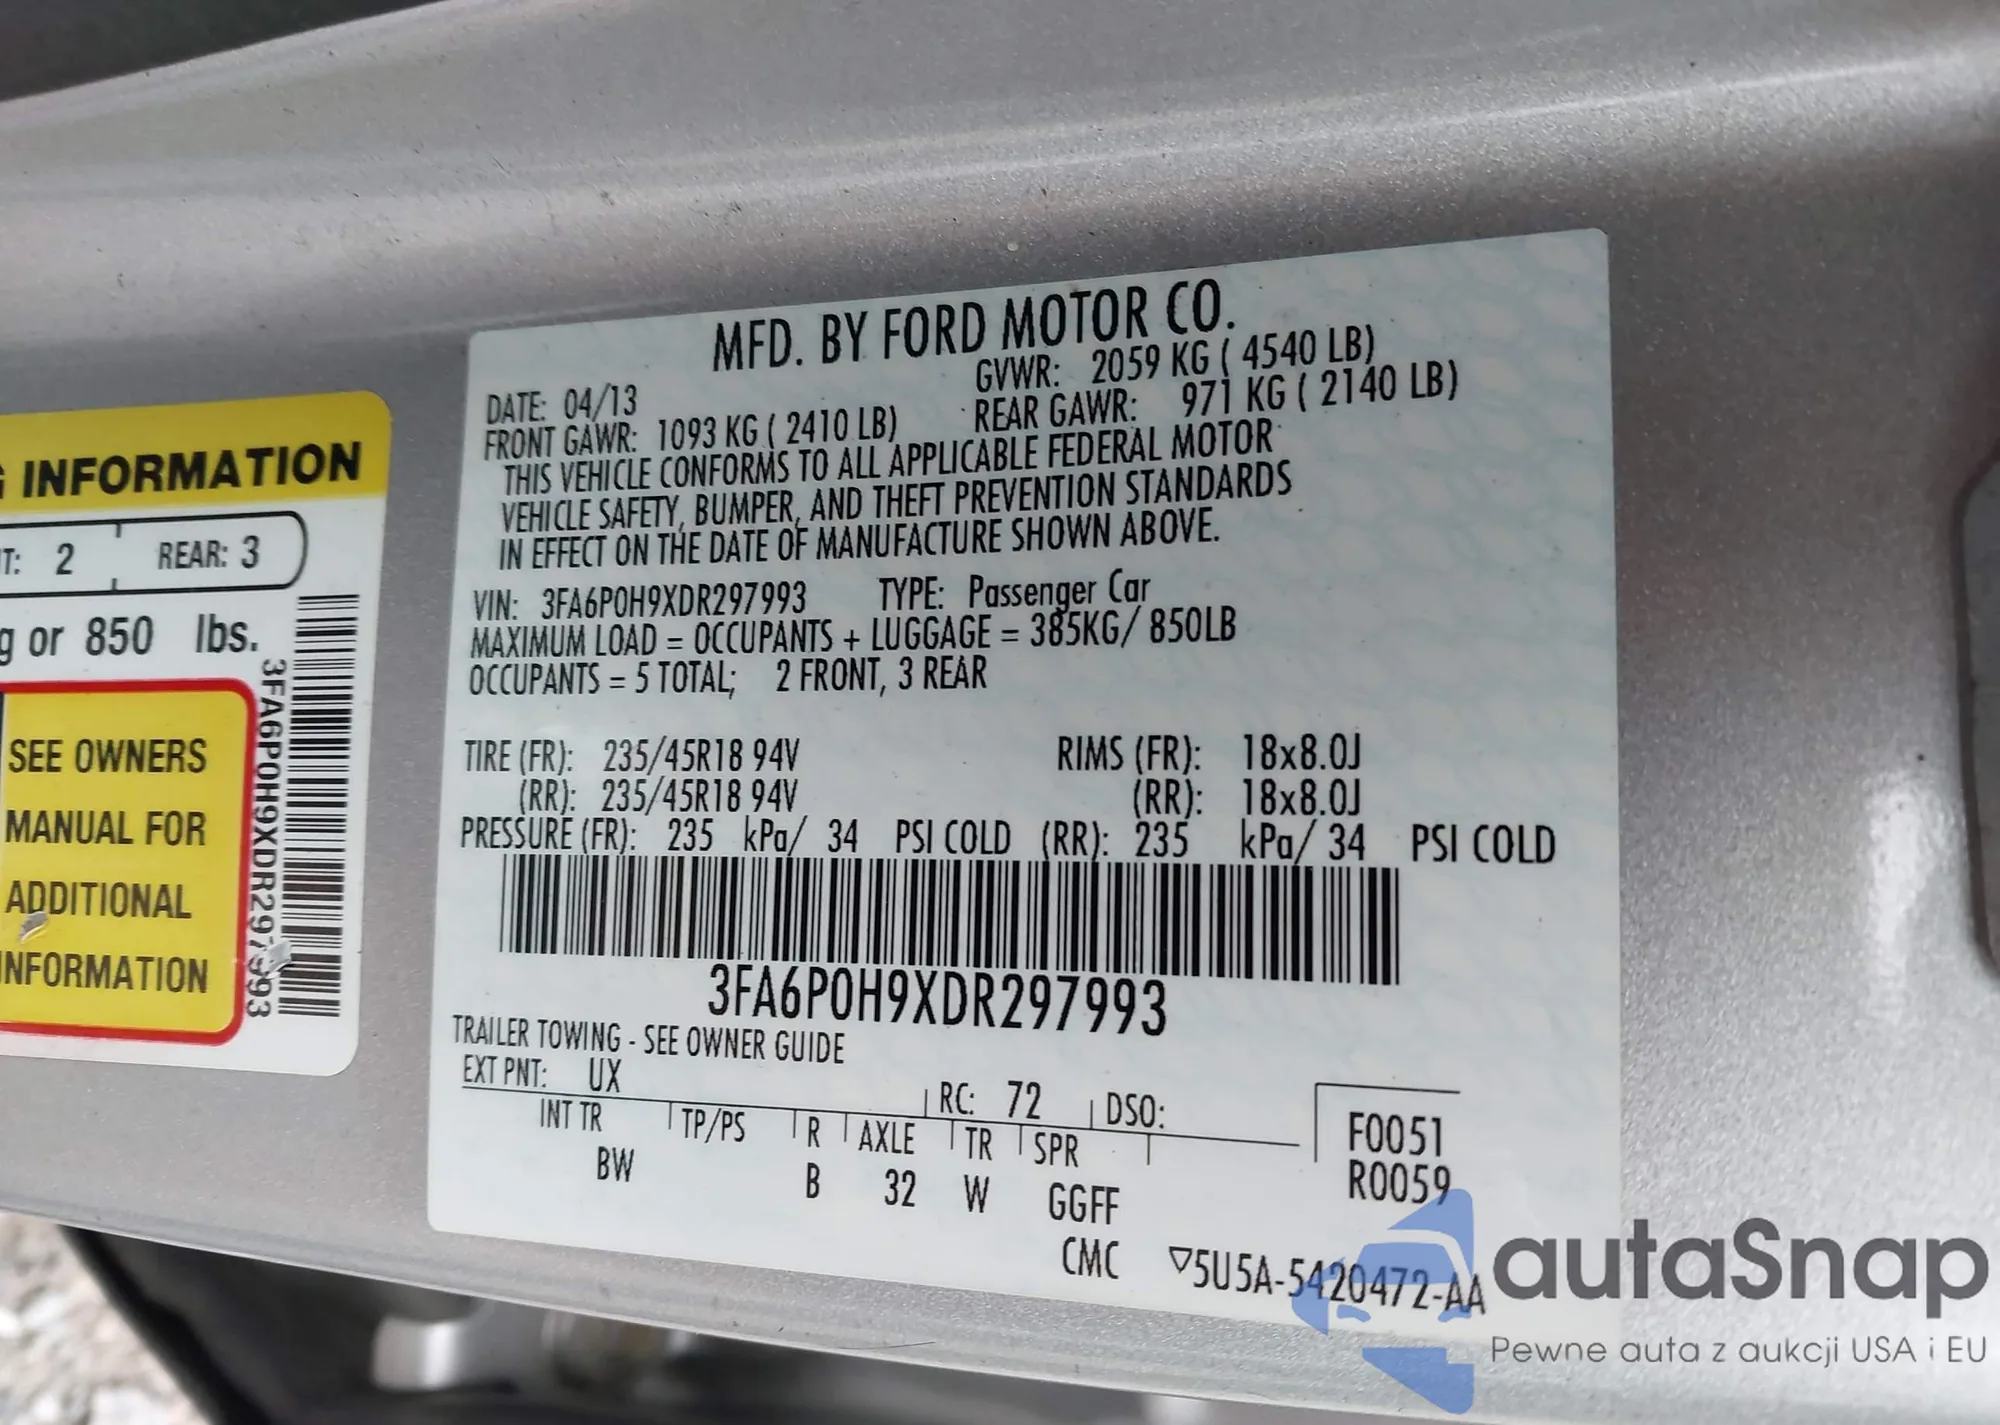 G INFORMATION
T: 2 REAR: 3
g or 850 lbs.
SEE OWNERS
MANUAL FOR
ADDITIONAL
INFORMATION
3FA6P0H9XDR297993
MFD. BY FORD MOTOR CO.
DATE: 04/13 GVWR: 2059 KG ( 4540 LB)
FRONT GAWR: 1093 KG ( 2410 LB) REAR GAWR: 971 KG ( 2140 LB)
THIS VEHICLE CONFORMS TO ALL APPLICABLE FEDERAL MOTOR
VEHICLE SAFETY, BUMPER, AND THEFT PREVENTION STANDARDS
IN EFFECT ON THE DATE OF MANUFACTURE SHOWN ABOVE.
VIN: 3FA6P0H9XDR297993 TYPE: Passenger Car
MAXIMUM LOAD = OCCUPANTS + LUGGAGE = 385KG/ 850LB
OCCUPANTS = 5 TOTAL; 2 FRONT, 3 REAR
TIRE (FR): 235/45R18 94V RIMS (FR): 18x8.0J
(RR): 235/45R18 94V (RR): 18x8.0J
PRESSURE (FR): 235 kPa/ 34 PSI COLD (RR): 235 kPa/ 34 PSI COLD
3FA6P0H9XDR297993
TRAILER TOWING - SEE OWNER GUIDE
EXT PNT: UX RC: 72 DSO:
INT TR TP/PS R AXLE TR SPR
BW B 32 W GGFF
F0051
R0059
CMC ▽5U5A-5420472-AA
autaSnap
Pewne auta z aukcji USA i EU